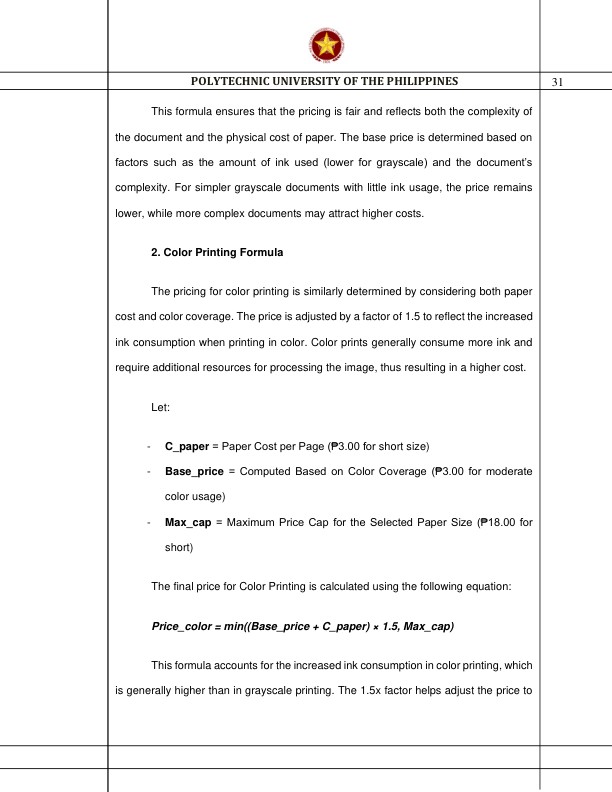 POLYTECHNIC UNIVERSITY OF THE PHILIPPINES
31
This formula ensures that the pricing is fair and reflects both the complexity of
the document and the physical cost of paper. The base price is determined based on
factors such as the amount of ink used (lower for grayscale) and the document's
complexity. For simpler grayscale documents with little ink usage, the price remains
lower, while more complex documents may attract higher costs.
2. Color Printing Formula
The pricing for color printing is similarly determined by considering both paper
cost and color coverage. The price is adjusted by a factor of 1.5 to reflect the increased
ink consumption when printing in color. Color prints generally consume more ink and
require additional resources for processing the image, thus resulting in a higher cost.
Let:
- C_paper = Paper Cost per Page (₱3.00 for short size)
- Base_price = Computed Based on Color Coverage (₱3.00 for moderate
color usage)
- Max_cap = Maximum Price Cap for the Selected Paper Size (₱18.00 for
short)
The final price for Color Printing is calculated using the following equation:
Price_color = min((Base_price + C_paper) × 1.5, Max_cap)
This formula accounts for the increased ink consumption in color printing, which
is generally higher than in grayscale printing. The 1.5x factor helps adjust the price to